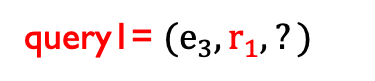 query l = (e₃, r₁, ?)